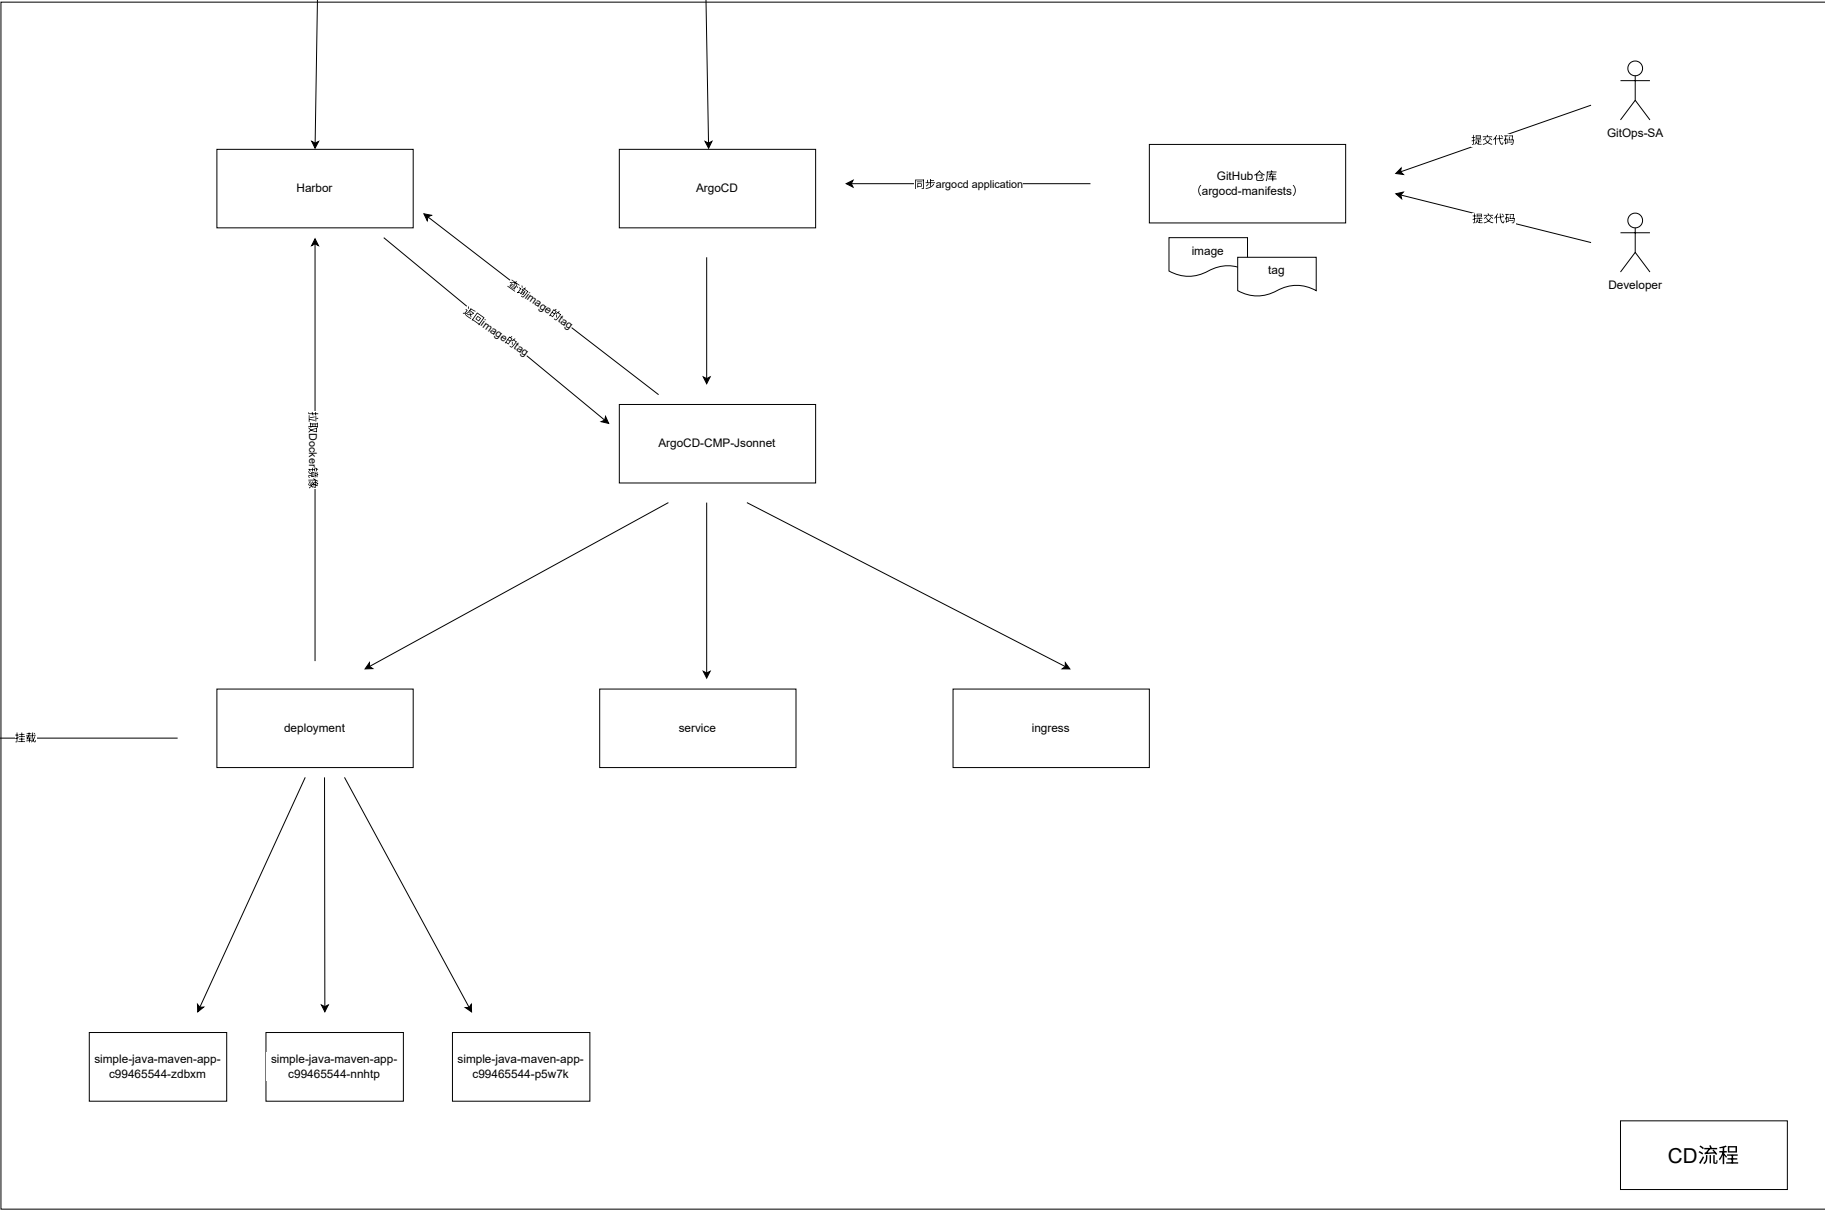 GitOps-SA
提交代码
Harbor
ArgoCD
同步argocd application
GitHub仓库
（argocd-manifests）
提交代码
image
tag
Developer
查询image的tag
返回image的tag
拉取Docker镜像
ArgoCD-CMP-Jsonnet
挂载
deployment
service
ingress
simple-java-maven-app-
c99465544-zdbxm
simple-java-maven-app-
c99465544-nnhtp
simple-java-maven-app-
c99465544-p5w7k
CD流程